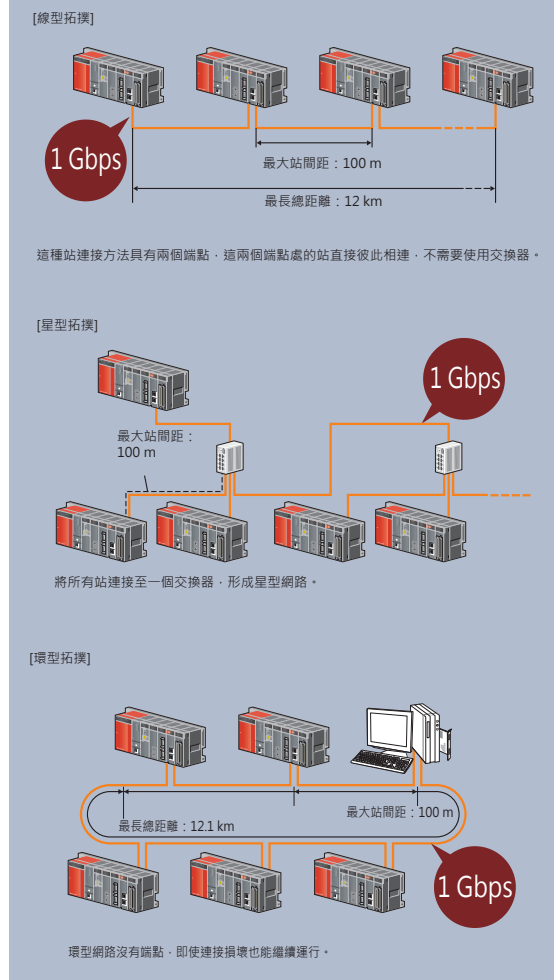 [線型拓撲]
1 Gbps
最大站間距：100 m
最長總距離：12 km
這種站連接方法具有兩個端點，這兩個端點處的站直接彼此相連，不需要使用交換器。
[星型拓撲]
1 Gbps
最大站間距：
100 m
將所有站連接至一個交換器，形成星型網路。
[環型拓撲]
最大站間距：100 m
最長總距離：12.1 km
1 Gbps
環型網路沒有端點，即使連接損壞也能繼續運行。